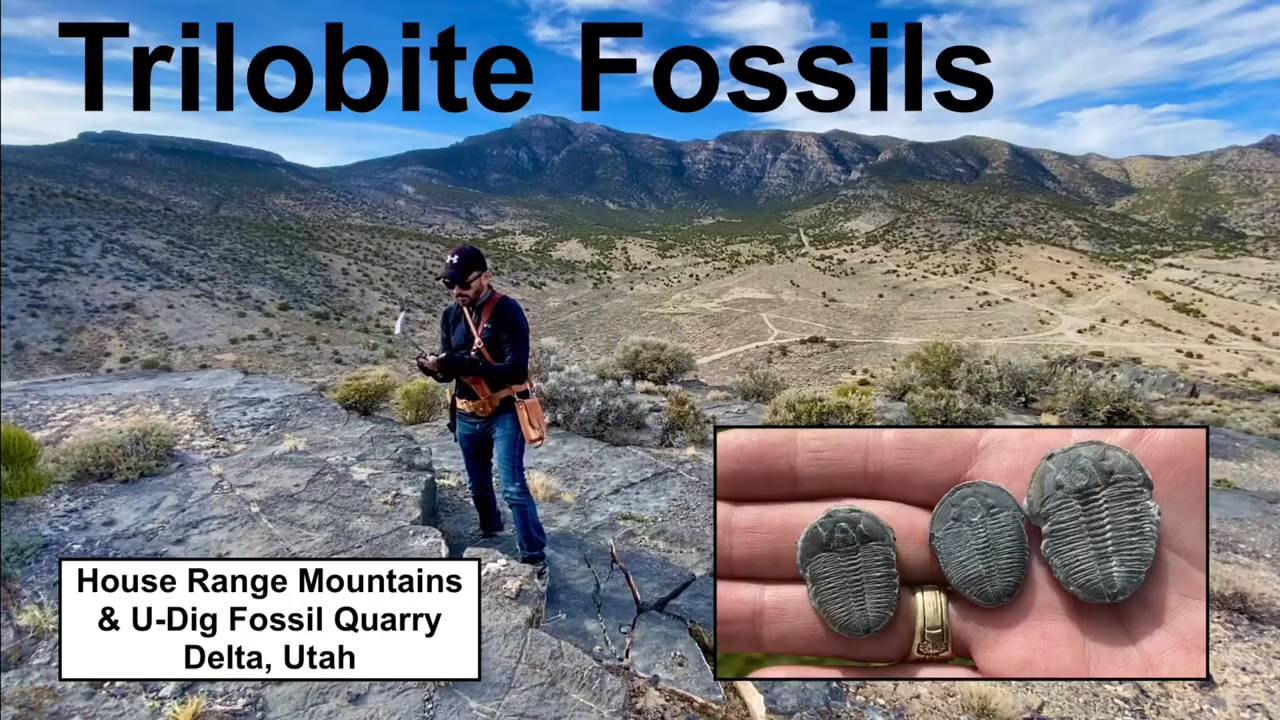 Trilobite Fossils
House Range Mountains
& U-Dig Fossil Quarry
Delta, Utah